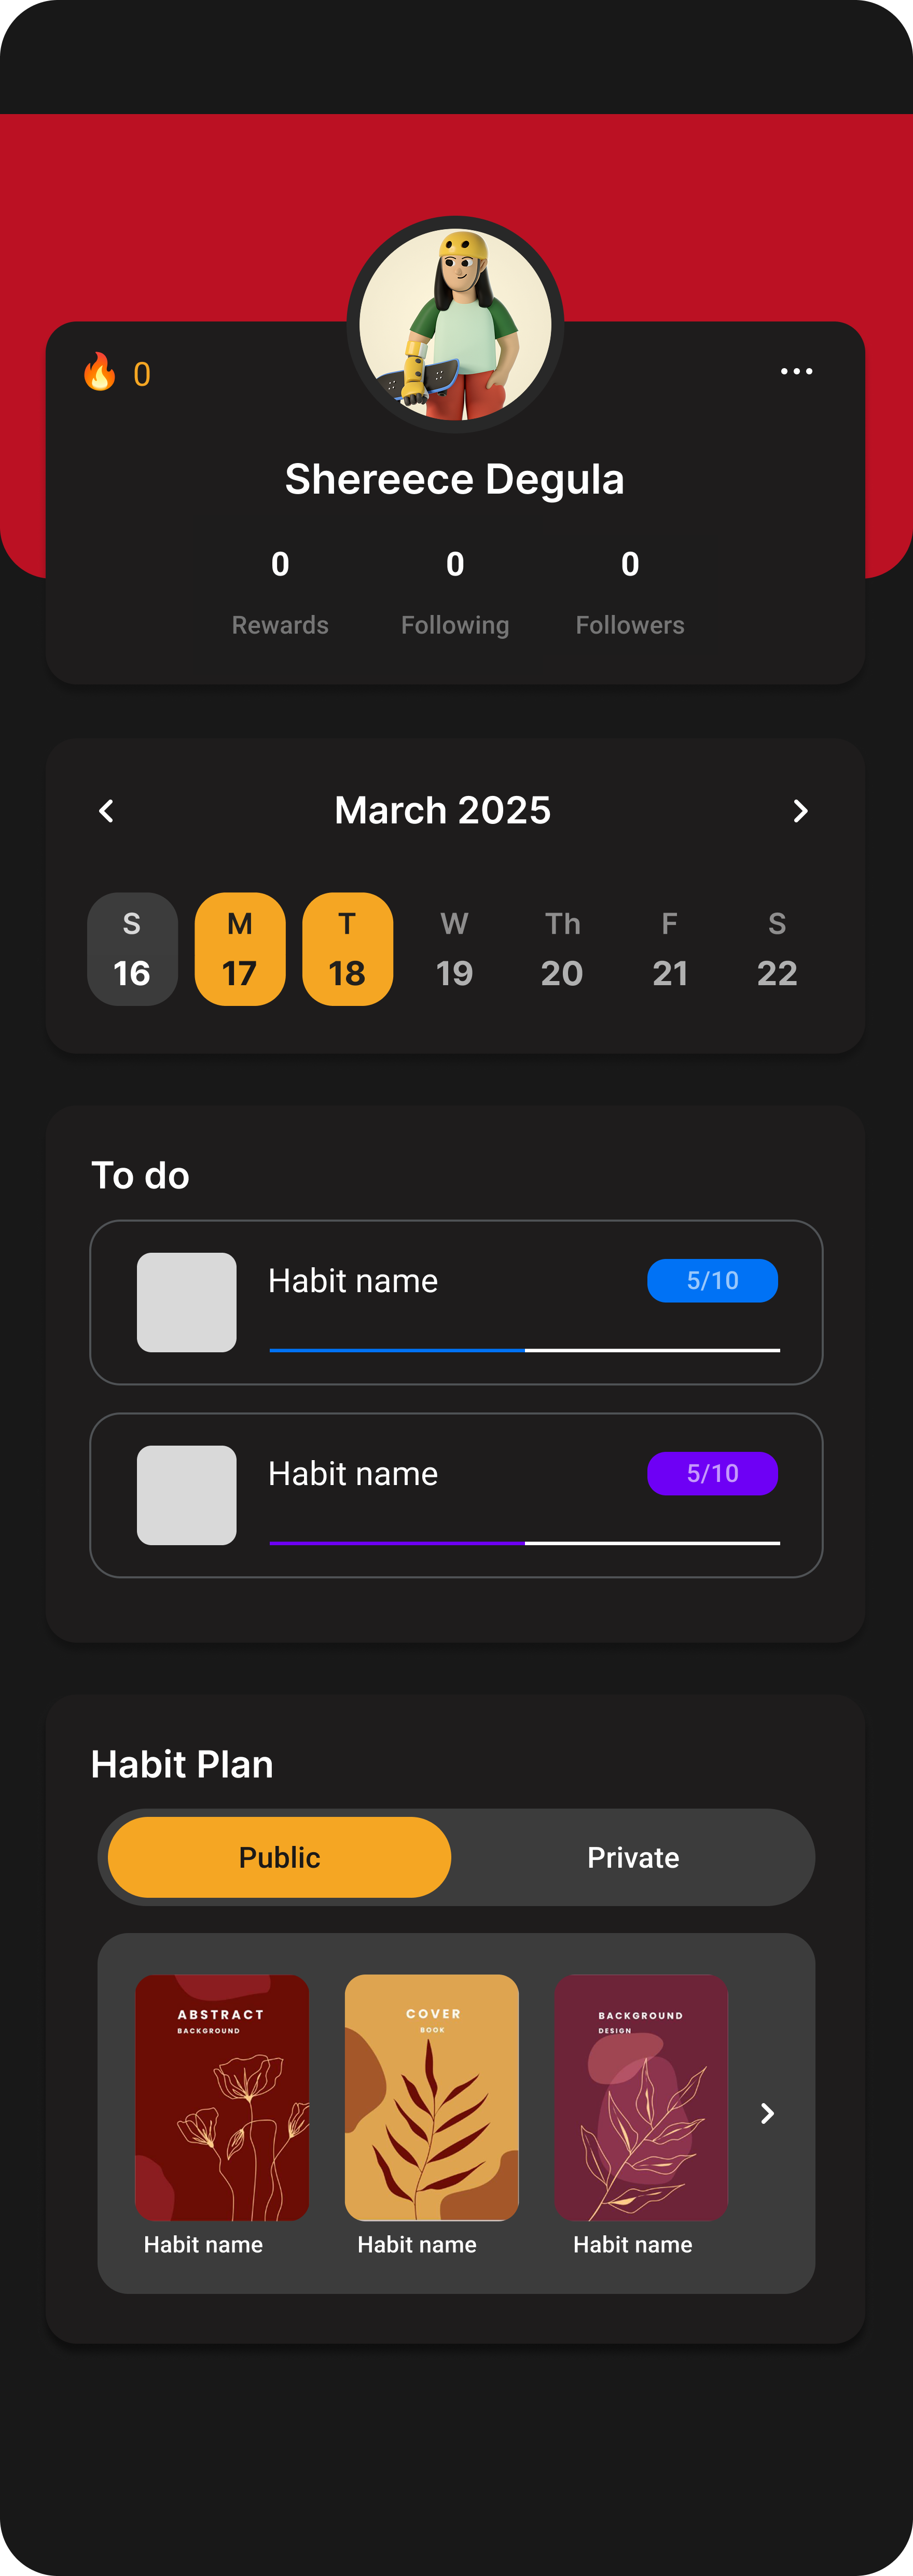 🔥 0
Shereece Degula
0 0 0
Rewards Following Followers
March 2025
S M T W Th F S
16 17 18 19 20 21 22
To do
Habit name 5/10
Habit name 5/10
Habit Plan
Public Private
ABSTRACT
BACKGROUND
COVER
BOOK
BACKGROUND
DESIGN
Habit name Habit name Habit name